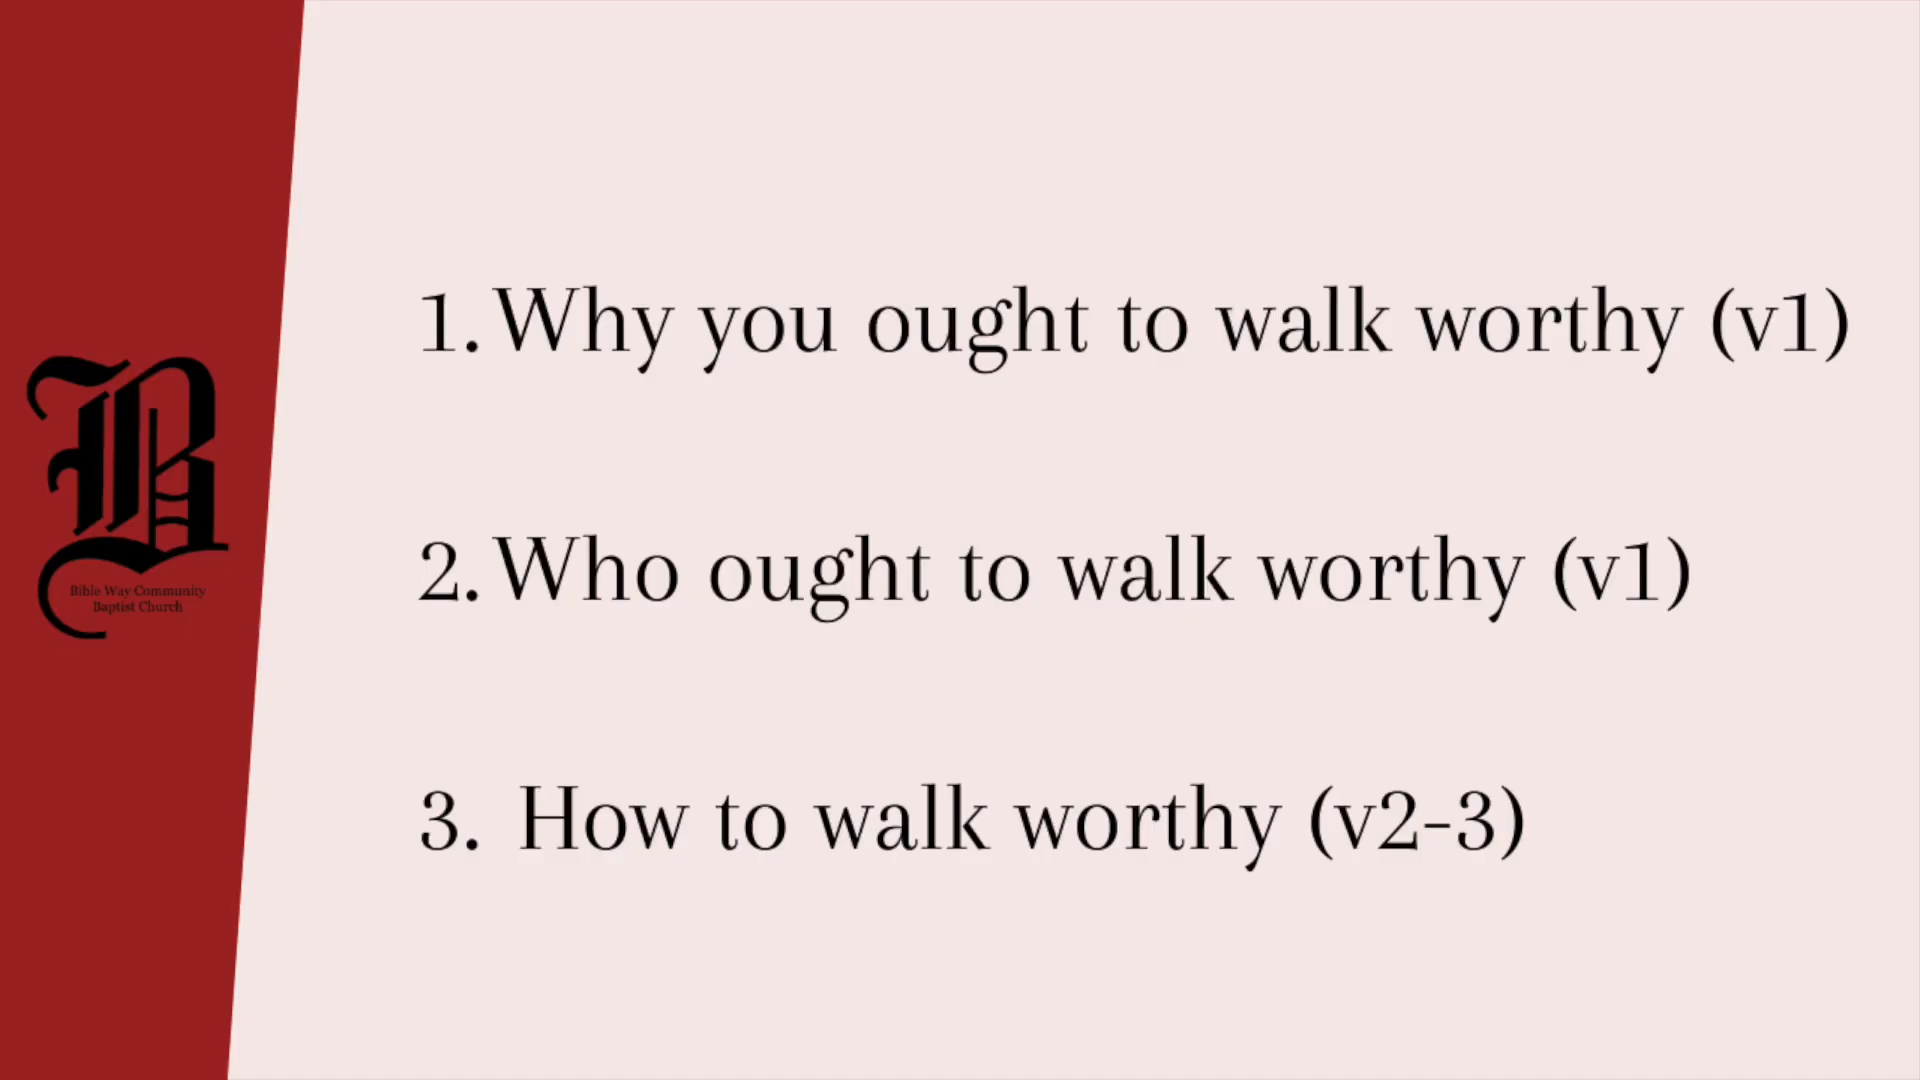 B
Bible Way Community
Baptist Church
1. Why you ought to walk worthy (v1)
2. Who ought to walk worthy (v1)
3. How to walk worthy (v2-3)